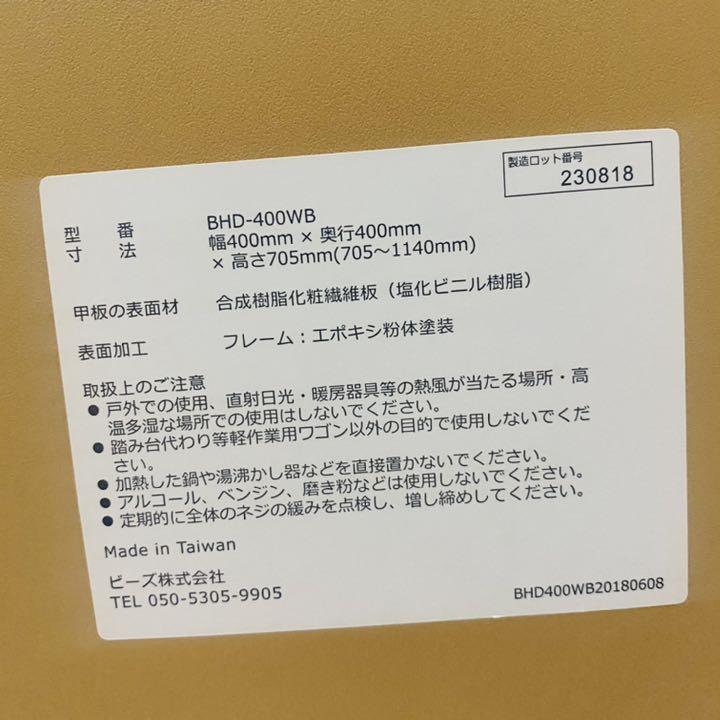 製造ロット番号
230818
型 番 BHD-400WB
寸 法 幅400mm × 奥行400mm
× 高さ705mm(705～1140mm)
甲板の表面材 合成樹脂化粧繊維板（塩化ビニル樹脂）
表面加工 フレーム：エポキシ粉体塗装
取扱上のご注意
● 戸外での使用、直射日光・暖房器具等の熱風が当たる場所・高
温多湿な場所での使用はしないでください。
● 踏み台代わり等軽作業用ワゴン以外の目的で使用しないでくだ
さい。
● 加熱した鍋や湯沸かし器などを直接置かないでください。
● アルコール、ベンジン、磨き粉などは使用しないでください。
● 定期的に全体のネジの緩みを点検し、増し締めしてください。
Made in Taiwan
ビーズ株式会社
TEL 050-5305-9905
BHD400WB20180608